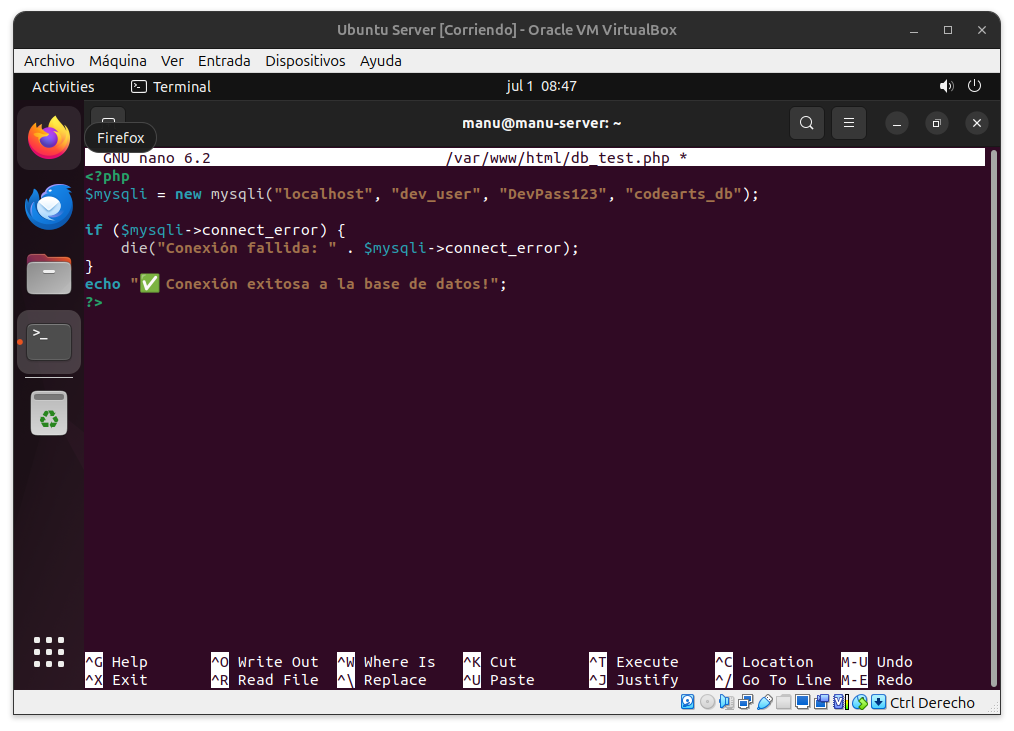 Ubuntu Server [Corriendo] - Oracle VM VirtualBox
Archivo Máquina Ver Entrada Dispositivos Ayuda
Activities Terminal jul 1 08:47
manu@manu-server: ~
Firefox
GNU nano 6.2 /var/www/html/db_test.php *
<?php
$mysqli = new mysqli("localhost", "dev_user", "DevPass123", "codearts_db");
if ($mysqli->connect_error) {
die("Conexión fallida: " . $mysqli->connect_error);
}
echo "✅ Conexión exitosa a la base de datos!";
?>
^G Help ^O Write Out ^W Where Is ^K Cut ^T Execute ^C Location M-U Undo
^X Exit ^R Read File ^\ Replace ^U Paste ^J Justify ^/ Go To Line M-E Redo
Ctrl Derecho